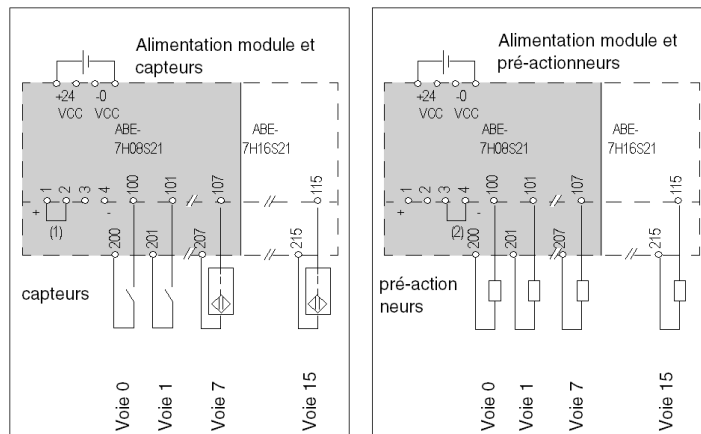 Alimentation module et
capteurs
+24 -0
VCC VCC
ABE-
7H08S21
ABE-
7H16S21
1 2 3 4 100 101 107 115
+ -
(1)
200 201 207 215
capteurs
Voie 0
Voie 1
Voie 7
Voie 15
Alimentation module et
pré-actionneurs
+24 -0
VCC VCC
ABE-
7H08S21
ABE-
7H16S21
1 2 3 4 100 101 107 115
+ -
(2)
200 201 207 215
pré-action
neurs
Voie 0
Voie 1
Voie 7
Voie 15